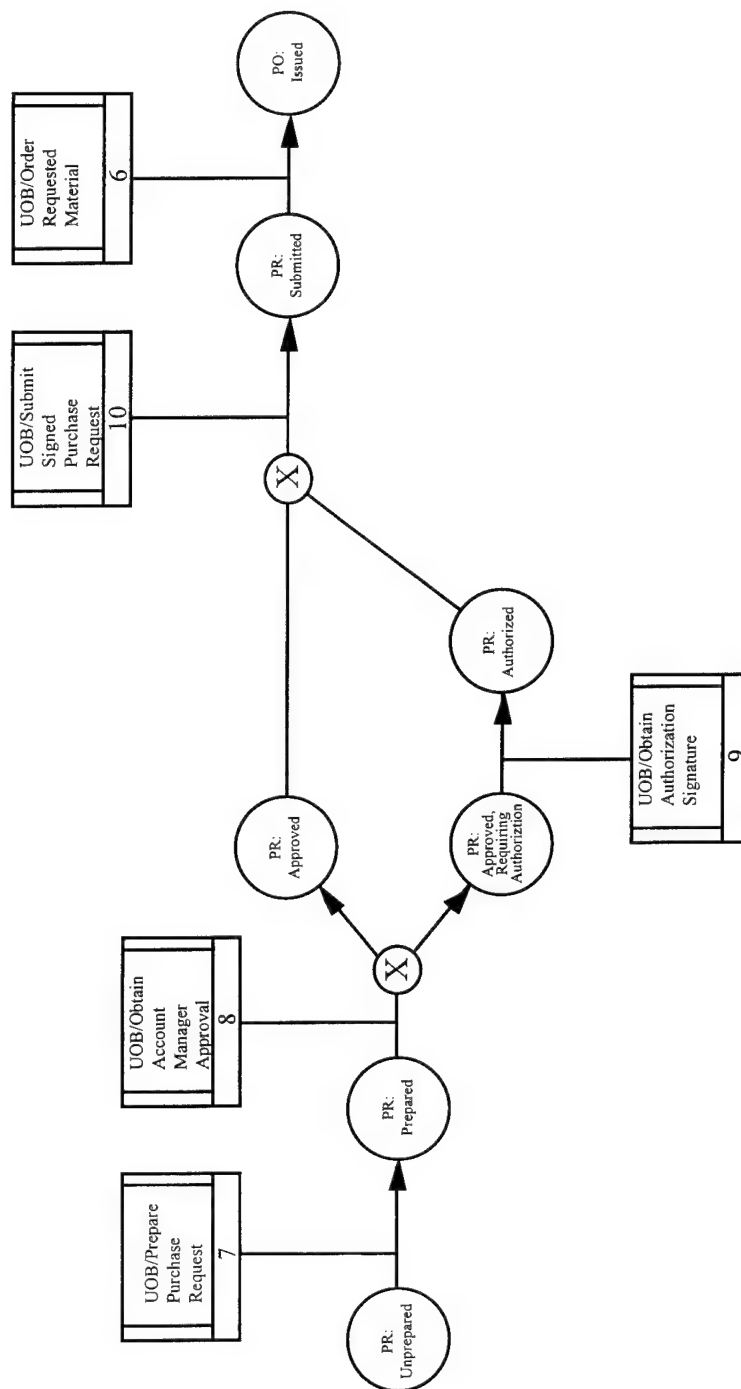 UOB/Prepare
Purchase
Request
7
UOB/Obtain
Account
Manager
Approval
8
UOB/Submit
Signed
Purchase
Request
10
UOB/Order
Requested
Material
6
PR:
Unprepared
PR:
Prepared
X
PR:
Approved
PR:
Approved,
Requiring
Authoriztion
PR:
Authorized
X
PR:
Submitted
PO:
Issued
UOB/Obtain
Authorization
Signature
9